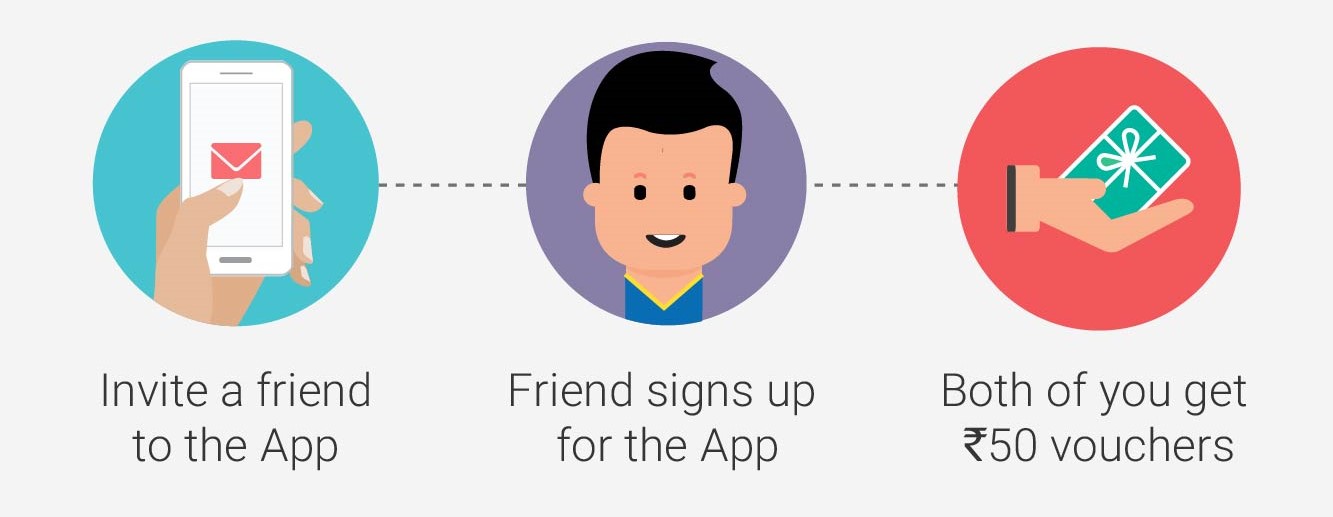 Invite a friend
to the App
Friend signs up
for the App
Both of you get
₹50 vouchers